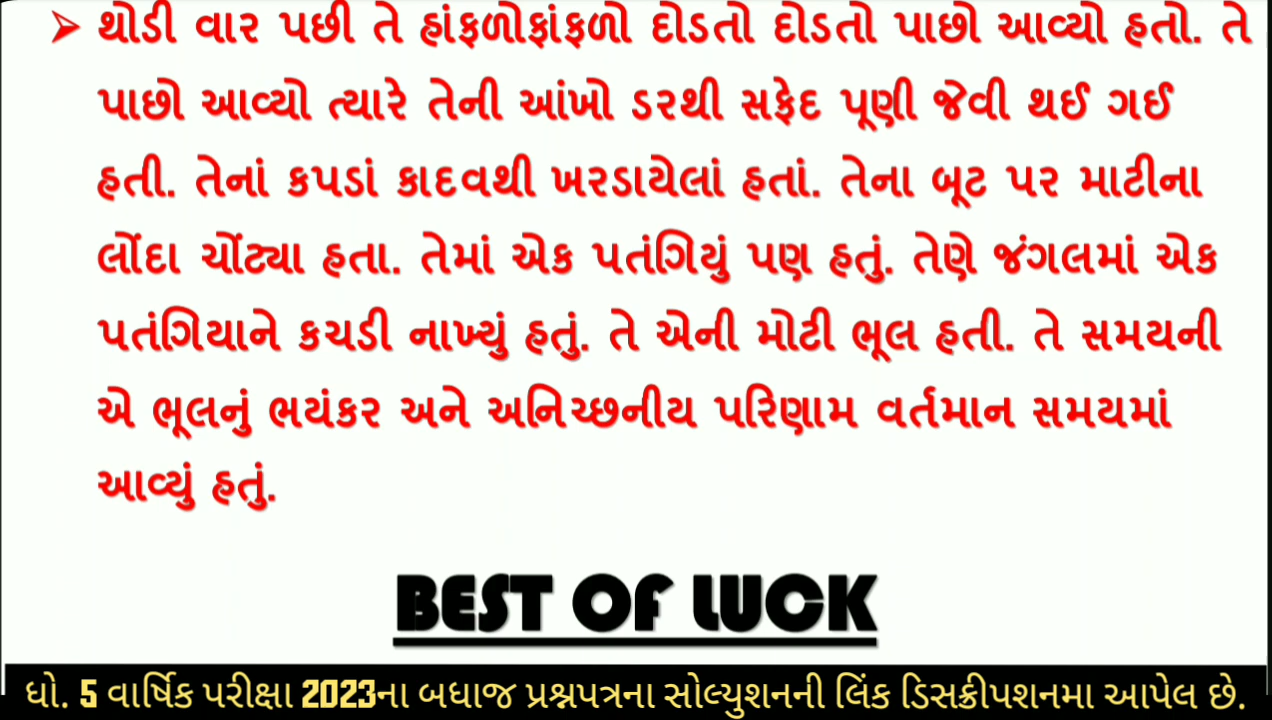 ➢ થોડી વાર પછી તે હાંફળોફાંફળો દોડતો દોડતો પાછો આવ્યો હતો. તે
પાછો આવ્યો ત્યારે તેની આંખો ડરથી સફેદ પૂણી જેવી થઈ ગઈ
હતી. તેનાં કપડાં કાદવથી ખરડાયેલાં હતાં. તેના બૂટ પર માટીના
લોંદા ચોંટ્યા હતા. તેમાં એક પતંગિયું પણ હતું. તેણે જંગલમાં એક
પતંગિયાને કચડી નાખ્યું હતું. તે એની મોટી ભૂલ હતી. તે સમયની
એ ભૂલનું ભયંકર અને અનિચ્છનીય પરિણામ વર્તમાન સમયમાં
આવ્યું હતું.
BEST OF LUCK
ધો. 5 વાર્ષિક પરીક્ષા 2023ના બધાજ પ્રશ્નપત્રના સોલ્યુશનની લિંક ડિસક્રીપશનમા આપેલ છે.